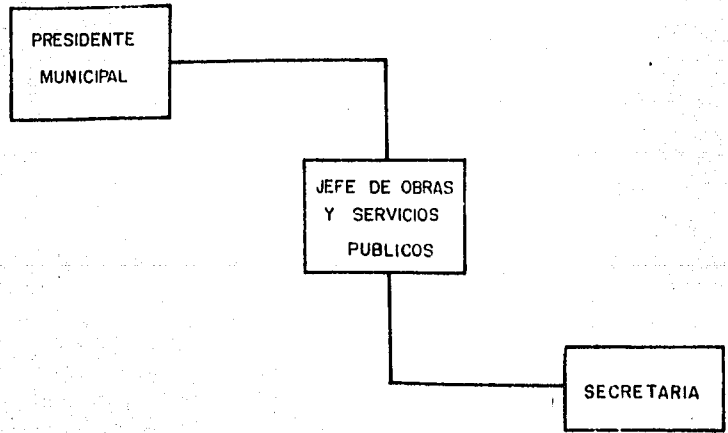 PRESIDENTE
MUNICIPAL
JEFE DE OBRAS
Y SERVICIOS
PUBLICOS
SECRETARIA